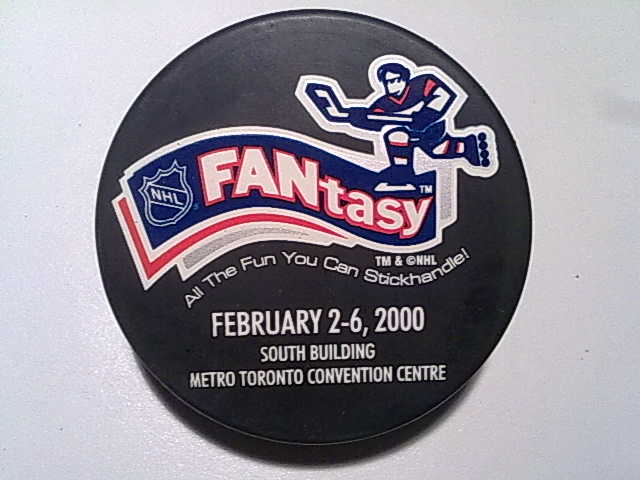 NHL
FANtasy™
TM & ©NHL
All The Fun You Can Stickhandle!
FEBRUARY 2-6, 2000
SOUTH BUILDING
METRO TORONTO CONVENTION CENTRE